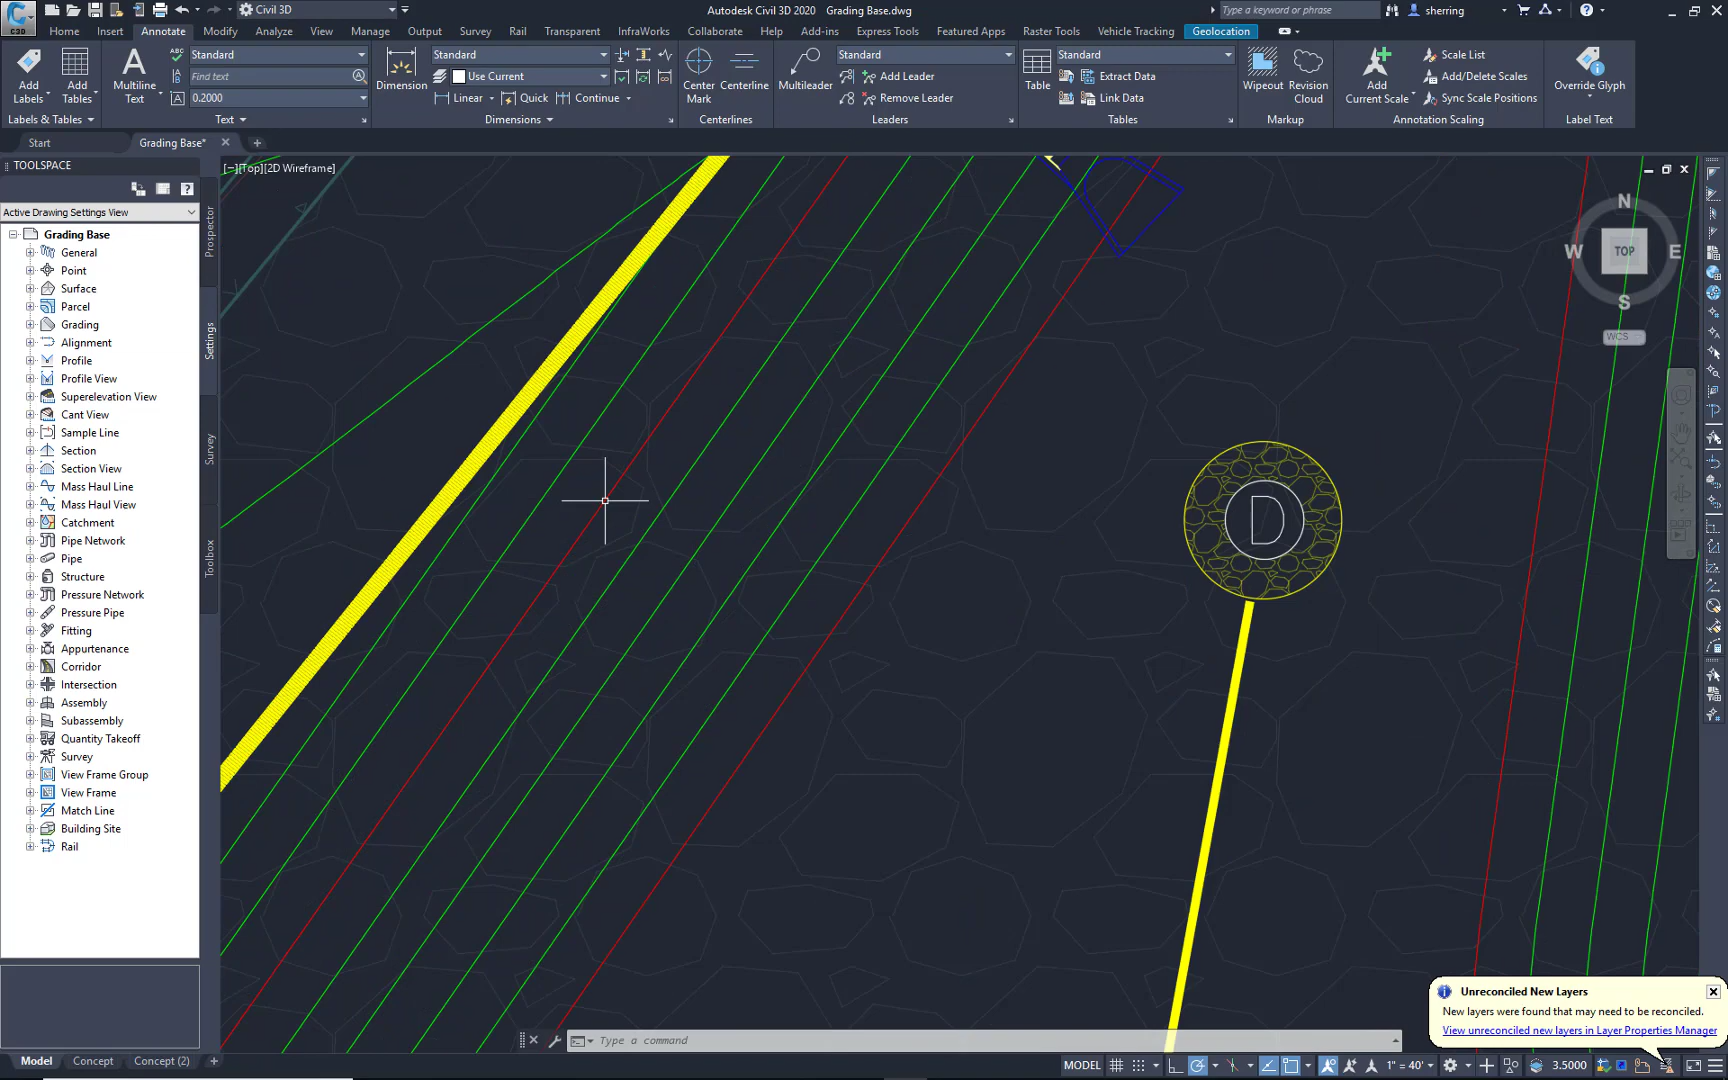 C3D
Civil 3D
Autodesk Civil 3D 2020 Grading Base.dwg
Type a keyword or phrase
sherring
Home Insert Annotate Modify Analyze View Manage Output Survey Rail Transparent InfraWorks Collaborate Help Add-ins Express Tools Featured Apps Raster Tools Vehicle Tracking Geolocation
Add Labels
Add Tables
Labels & Tables
Multiline Text
ABC
Standard
Find text
0.2000
Text
Dimension
Standard
Use Current
Linear Quick Continue
Dimensions
Center Mark
Centerline
Centerlines
Multileader
Standard
Add Leader
Remove Leader
Leaders
Table
Standard
Extract Data
Link Data
Tables
Wipeout
Revision Cloud
Markup
Add Current Scale
Scale List
Add/Delete Scales
Sync Scale Positions
Annotation Scaling
Override Glyph
Label Text
Start
Grading Base*
TOOLSPACE
Active Drawing Settings View
Grading Base
General
Point
Surface
Parcel
Grading
Alignment
Profile
Profile View
Superelevation View
Cant View
Sample Line
Section
Section View
Mass Haul Line
Mass Haul View
Catchment
Pipe Network
Pipe
Structure
Pressure Network
Pressure Pipe
Fitting
Appurtenance
Corridor
Intersection
Assembly
Subassembly
Quantity Takeoff
Survey
View Frame Group
View Frame
Match Line
Building Site
Rail
Prospector
Settings
Survey
Toolbox
[−][Top][2D Wireframe]
N
W TOP E
S
WCS
D
Unreconciled New Layers
New layers were found that may need to be reconciled.
View unreconciled new layers in Layer Properties Manager
Type a command
Model Concept Concept (2)
MODEL
1" = 40'
3.5000